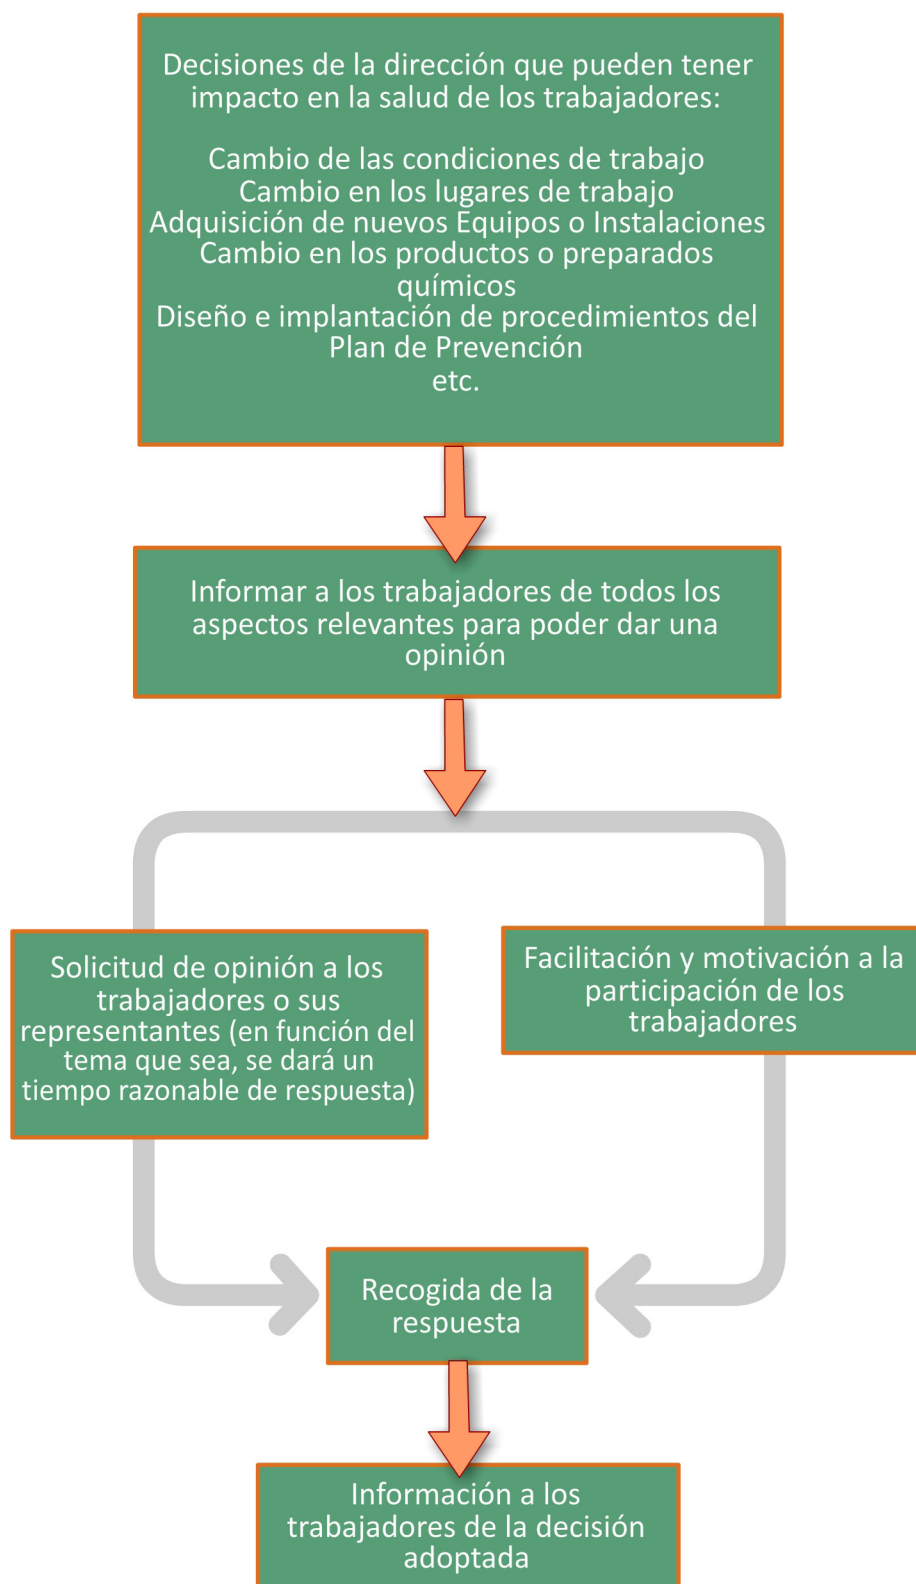 Decisiones de la dirección que pueden tener
impacto en la salud de los trabajadores:
Cambio de las condiciones de trabajo
Cambio en los lugares de trabajo
Adquisición de nuevos Equipos o Instalaciones
Cambio en los productos o preparados
químicos
Diseño e implantación de procedimientos del
Plan de Prevención
etc.
Informar a los trabajadores de todos los
aspectos relevantes para poder dar una
opinión
Solicitud de opinión a los
trabajadores o sus
representantes (en función del
tema que sea, se dará un
tiempo razonable de respuesta)
Facilitación y motivación a la
participación de los
trabajadores
Recogida de la
respuesta
Información a los
trabajadores de la decisión
adoptada